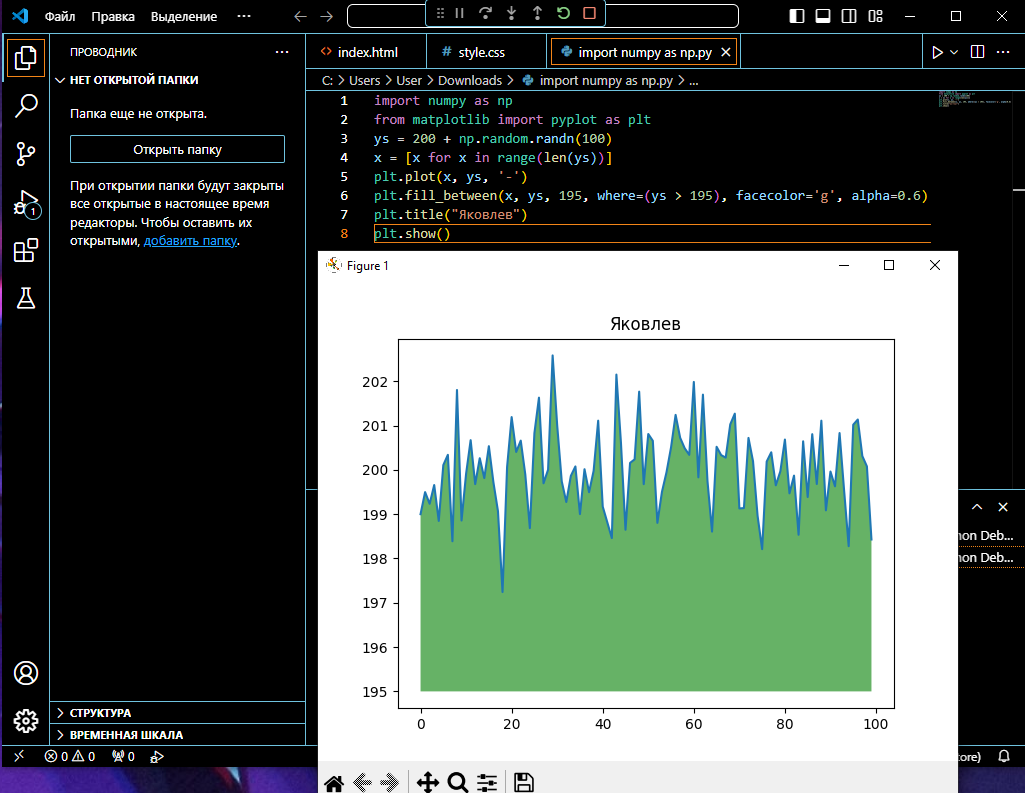 Файл Правка Выделение ···
index.html style.css import numpy as np.py
ПРОВОДНИК ···
НЕТ ОТКРЫТОЙ ПАПКИ
Папка еще не открыта.
Открыть папку
При открытии папки будут закрыты
все открытые в настоящее время
редакторы. Чтобы оставить их
открытыми, добавить папку.
1
СТРУКТУРА
ВРЕМЕННАЯ ШКАЛА
C: > Users > User > Downloads > import numpy as np.py > ...
1 import numpy as np
2 from matplotlib import pyplot as plt
3 ys = 200 + np.random.randn(100)
4 x = [x for x in range(len(ys))]
5 plt.plot(x, ys, '-')
6 plt.fill_between(x, ys, 195, where=(ys > 195), facecolor='g', alpha=0.6)
7 plt.title("Яковлев")
8 plt.show()
Figure 1
Яковлев
202
201
200
199
198
197
196
195
0 20 40 60 80 100
non Deb...
non Deb...
0 0 0
ore)